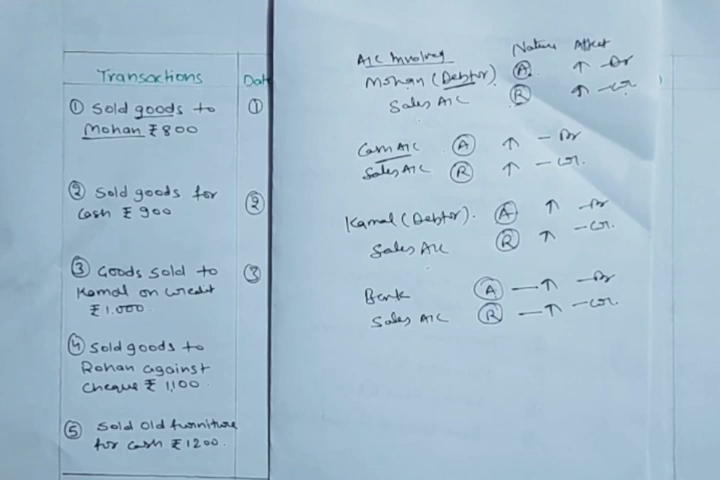 Transactions
Dat
① Sold goods to
Mohan ₹ 800
①
② Sold goods for
Cash ₹ 900
②
③ Goods sold to
Kamal on credit
₹ 1,000
③
④ Sold goods to
Rohan against
Cheque ₹ 1,100.
⑤ Sold Old furniture
for cash ₹ 1200.
A/C Involving Nature Affect
Mohan (Debtor) Ⓐ ↑ - Dr
Sales A/C Ⓡ ↑ - Cr.
Cash A/C Ⓐ ↑ - Dr
Sales A/C Ⓡ ↑ - Cr.
Kamal (Debtor). Ⓐ ↑ - Dr
Sales A/C Ⓡ ↑ - Cr.
Bank Ⓐ — ↑ - Dr
Sales A/C Ⓡ — ↑ - Cr.